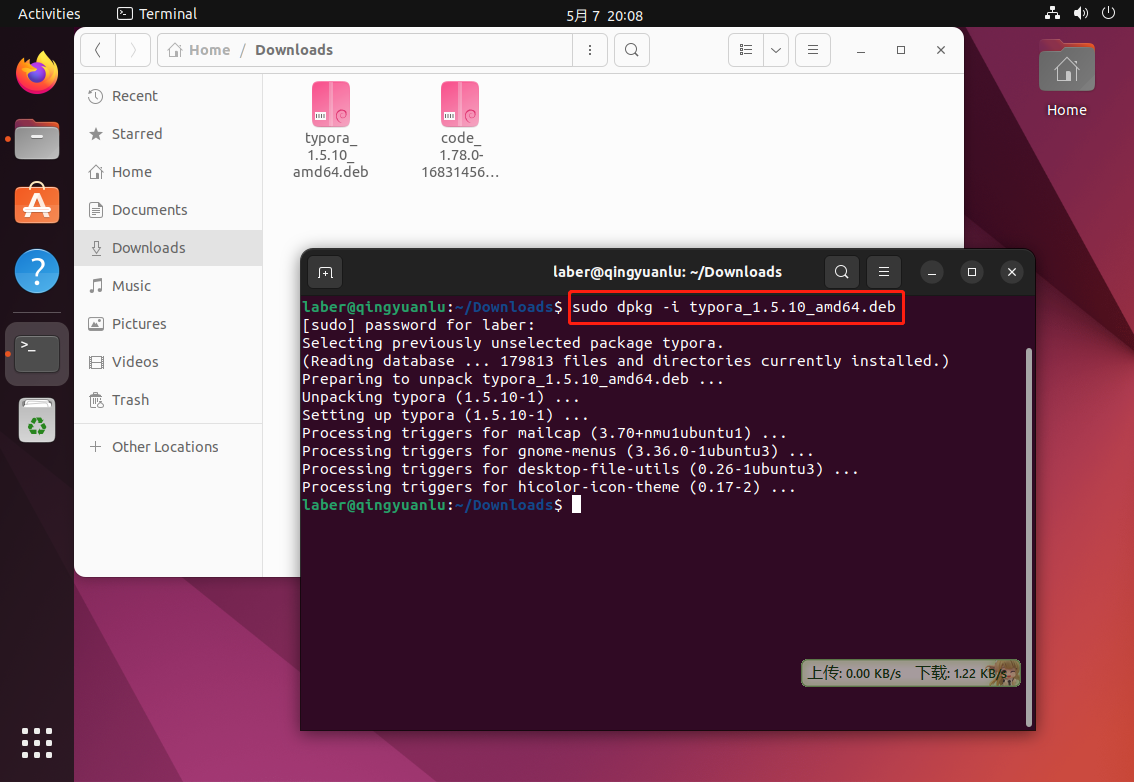 Activities
Terminal
5月 7 20:08
Home / Downloads
Recent
Starred
Home
Documents
Downloads
Music
Pictures
Videos
Trash
Other Locations
typora_
1.5.10_
amd64.deb
code_
1.78.0-
16831456...
Home
laber@qingyuanlu: ~/Downloads
laber@qingyuanlu:~/Downloads$ sudo dpkg -i typora_1.5.10_amd64.deb
[sudo] password for laber:
Selecting previously unselected package typora.
(Reading database ... 179813 files and directories currently installed.)
Preparing to unpack typora_1.5.10_amd64.deb ...
Unpacking typora (1.5.10-1) ...
Setting up typora (1.5.10-1) ...
Processing triggers for mailcap (3.70+nmu1ubuntu1) ...
Processing triggers for gnome-menus (3.36.0-1ubuntu3) ...
Processing triggers for desktop-file-utils (0.26-1ubuntu3) ...
Processing triggers for hicolor-icon-theme (0.17-2) ...
laber@qingyuanlu:~/Downloads$
上传: 0.00 KB/s 下载: 1.22 KB/s